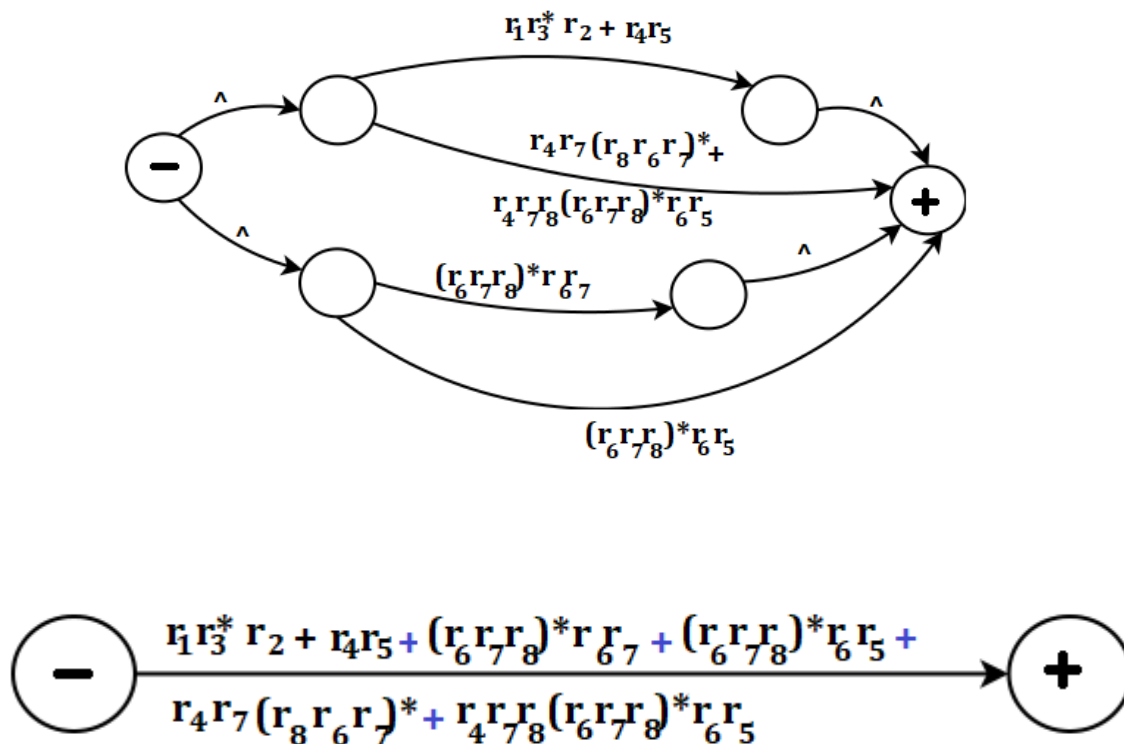 r₁r₃* r₂ + r₄r₅
^
^
−
r₄r₇(r₈r₆r₇)*+
+
r₄r₇r₈(r₆r₇r₈)*r₆r₅
^
^
(r₆r₇r₈)*r₆r₇
(r₆r₇r₈)*r₆r₅
r₁r₃* r₂ + r₄r₅ + (r₆r₇r₈)*r₆r₇ + (r₆r₇r₈)*r₆r₅ +
−
+
r₄r₇(r₈r₆r₇)*+ r₄r₇r₈(r₆r₇r₈)*r₆r₅